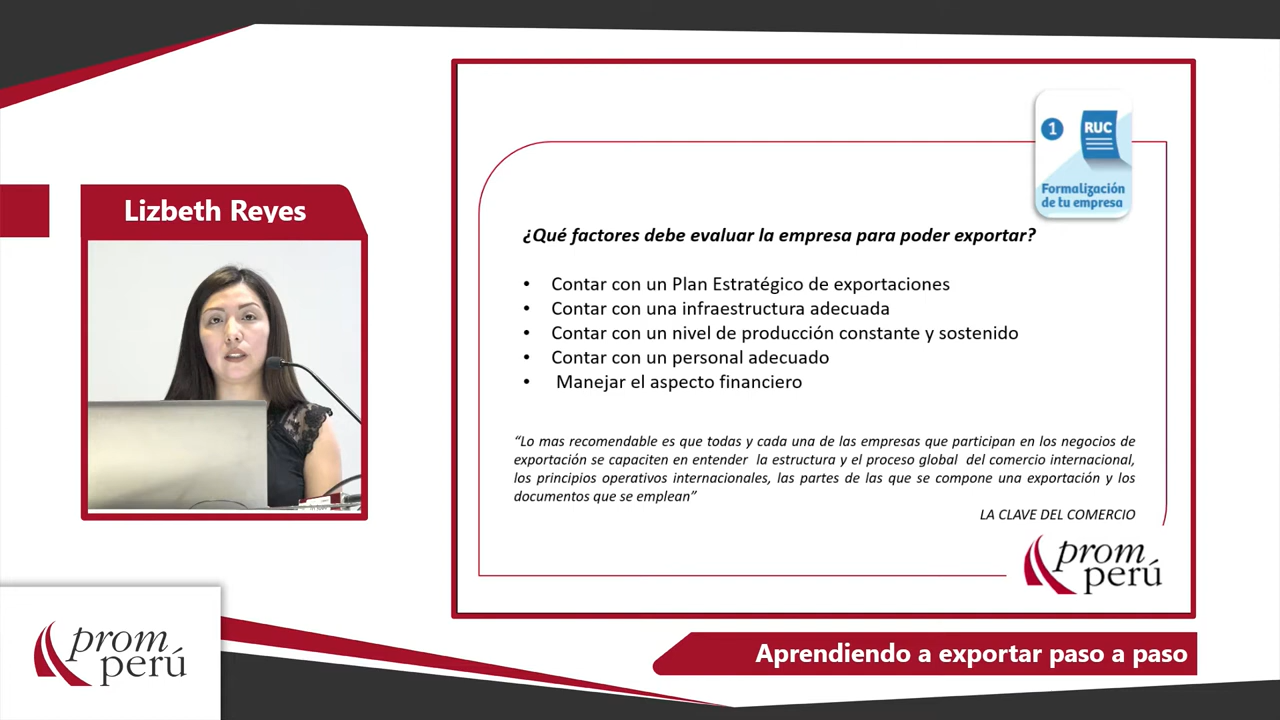 Lizbeth Reyes
1
RUC
Formalización
de tu empresa
¿Qué factores debe evaluar la empresa para poder exportar?
• Contar con un Plan Estratégico de exportaciones
• Contar con una infraestructura adecuada
• Contar con un nivel de producción constante y sostenido
• Contar con un personal adecuado
• Manejar el aspecto financiero
“Lo mas recomendable es que todas y cada una de las empresas que participan en los negocios de
exportación se capaciten en entender la estructura y el proceso global del comercio internacional,
los principios operativos internacionales, las partes de las que se compone una exportación y los
documentos que se emplean”
LA CLAVE DEL COMERCIO
prom
perú
prom
perú
Aprendiendo a exportar paso a paso